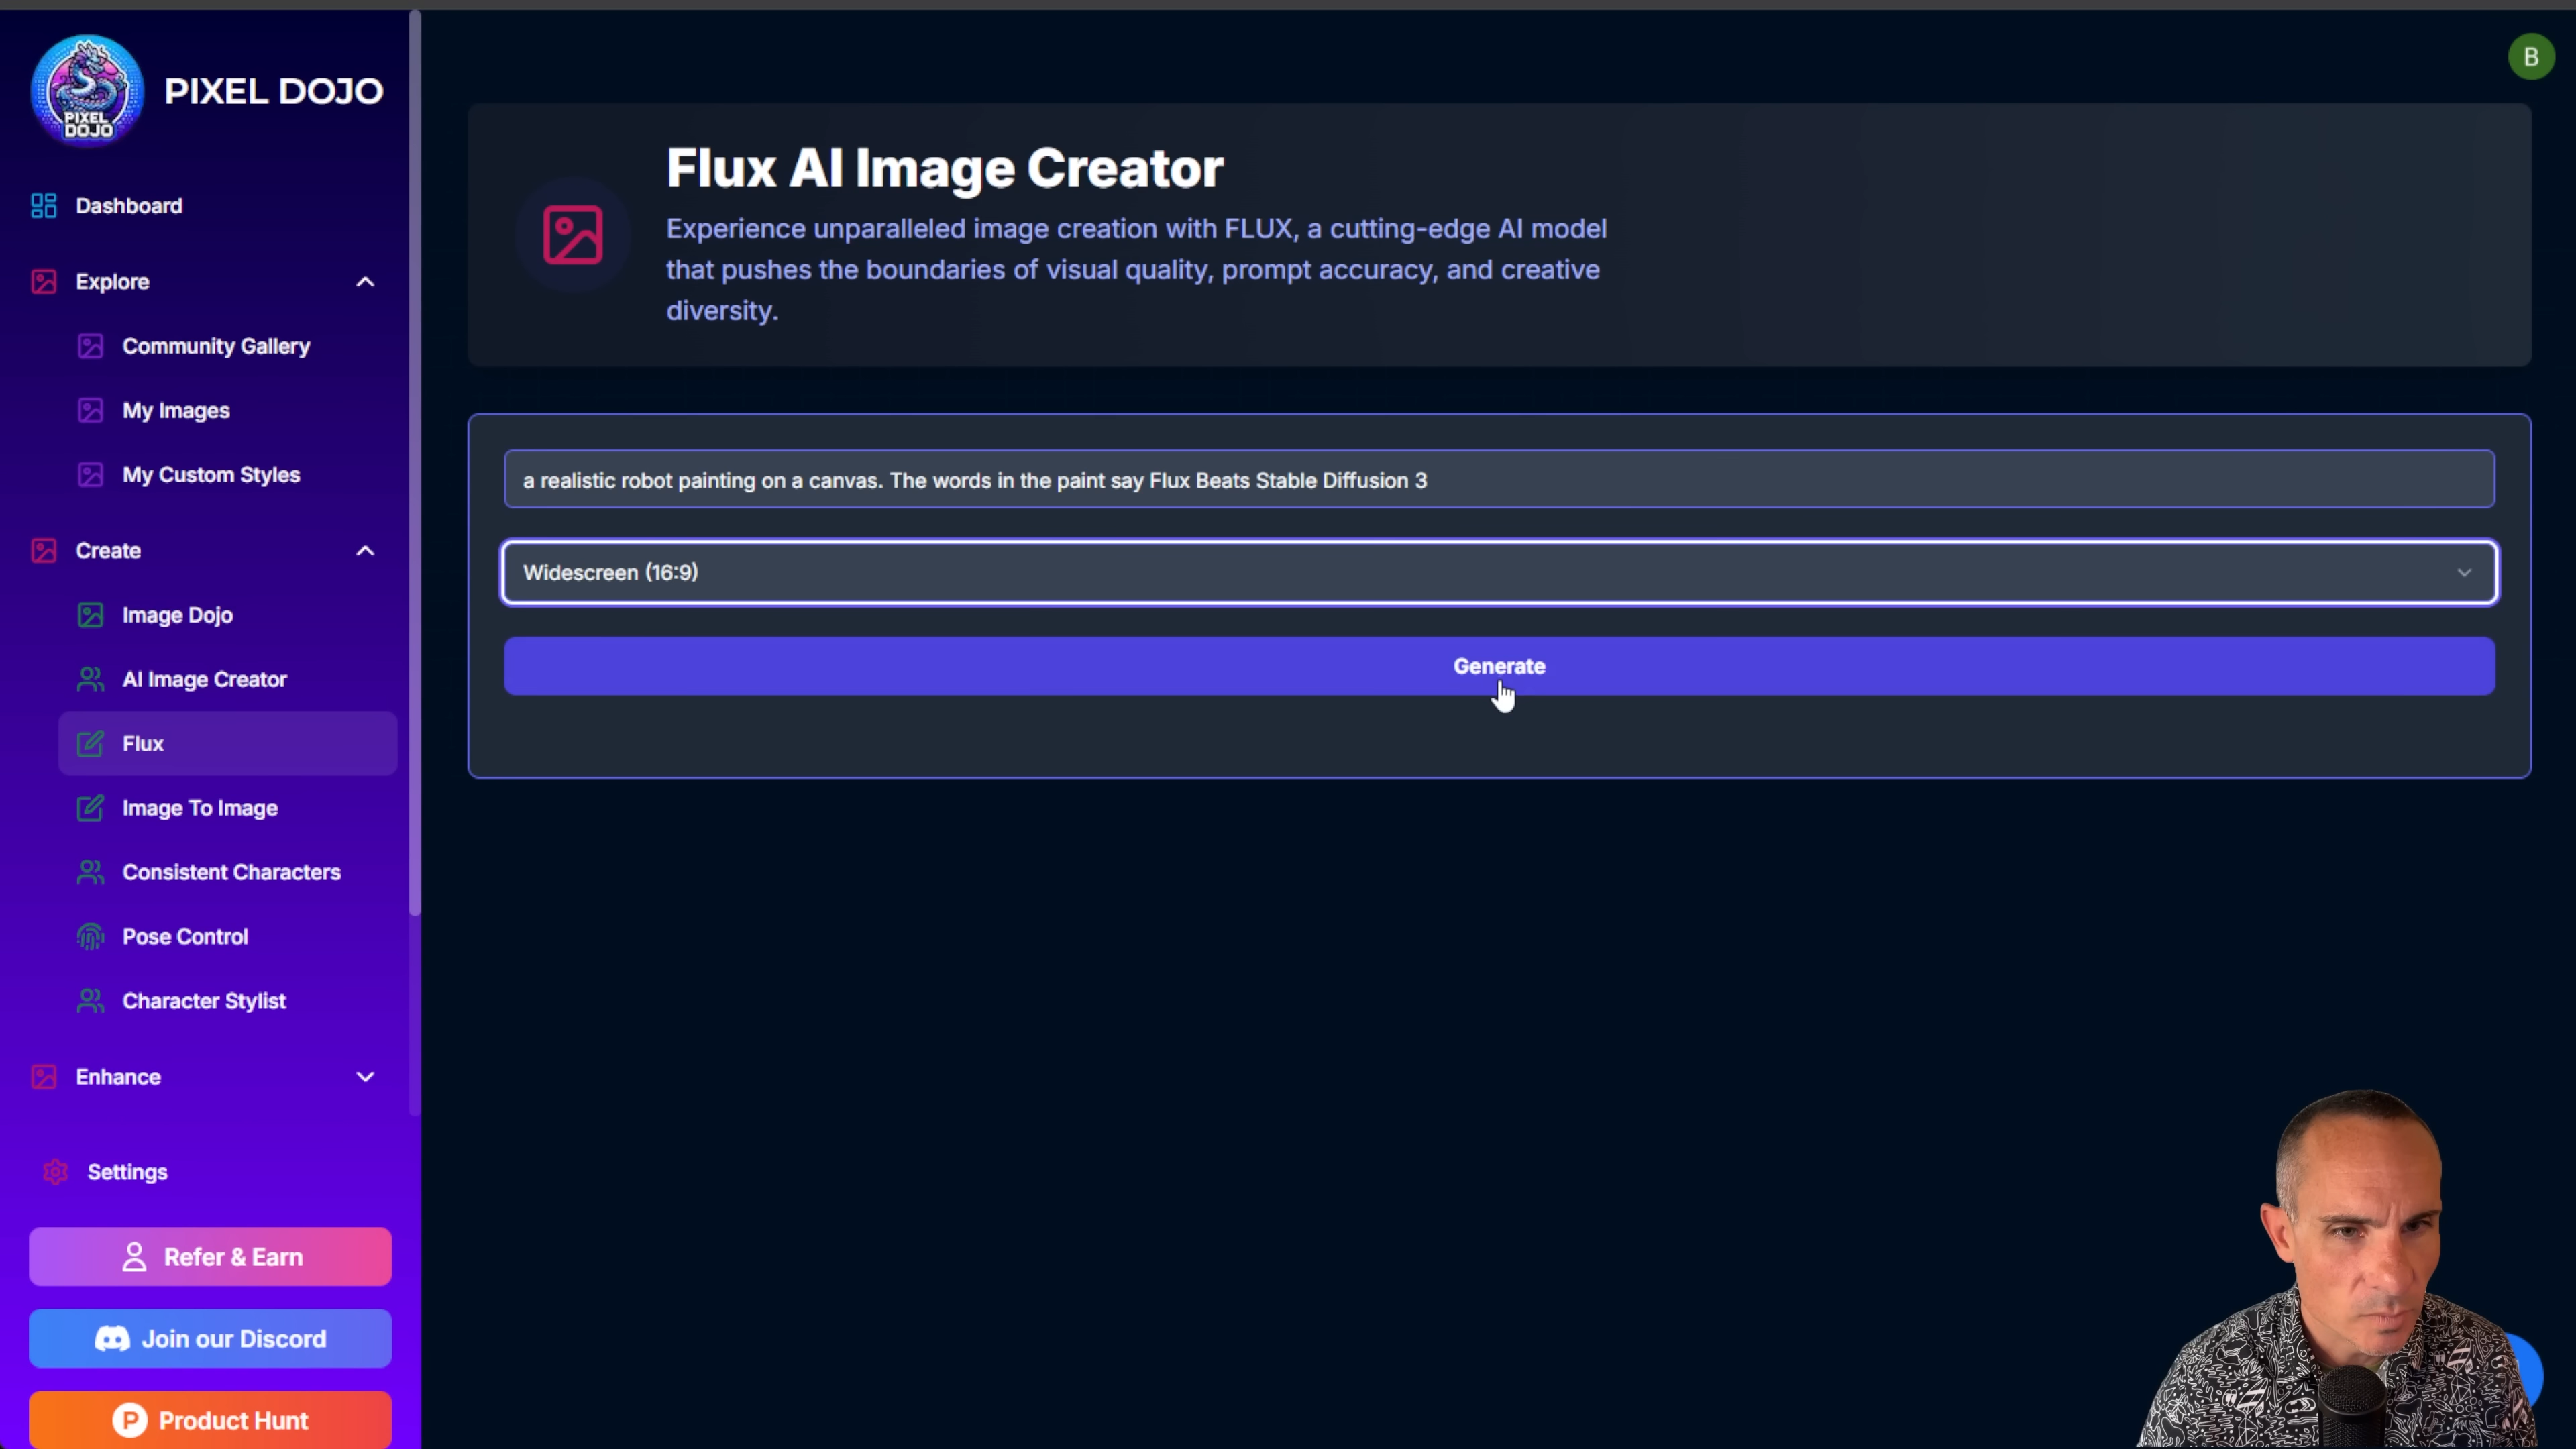 PIXEL DOJO
PIXEL
DOJO
Dashboard
Explore
Community Gallery
My Images
My Custom Styles
Create
Image Dojo
AI Image Creator
Flux
Image To Image
Consistent Characters
Pose Control
Character Stylist
Enhance
Settings
Refer & Earn
Join our Discord
P Product Hunt
B
Flux AI Image Creator
Experience unparalleled image creation with FLUX, a cutting-edge AI model
that pushes the boundaries of visual quality, prompt accuracy, and creative
diversity.
a realistic robot painting on a canvas. The words in the paint say Flux Beats Stable Diffusion 3
Widescreen (16:9)
Generate